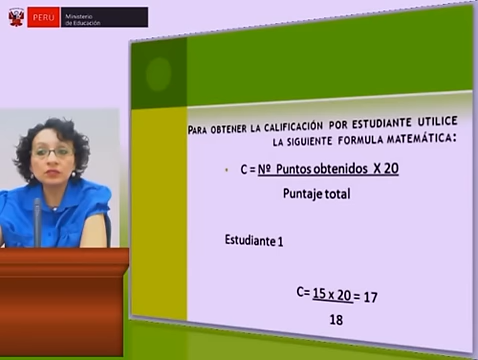 PERÚ
Ministerio
de Educación
PARA OBTENER LA CALIFICACIÓN POR ESTUDIANTE UTILICE
LA SIGUIENTE FORMULA MATEMÁTICA:
C = Nº Puntos obtenidos X 20
Puntaje total
Estudiante 1
C= 15 x 20 = 17
18